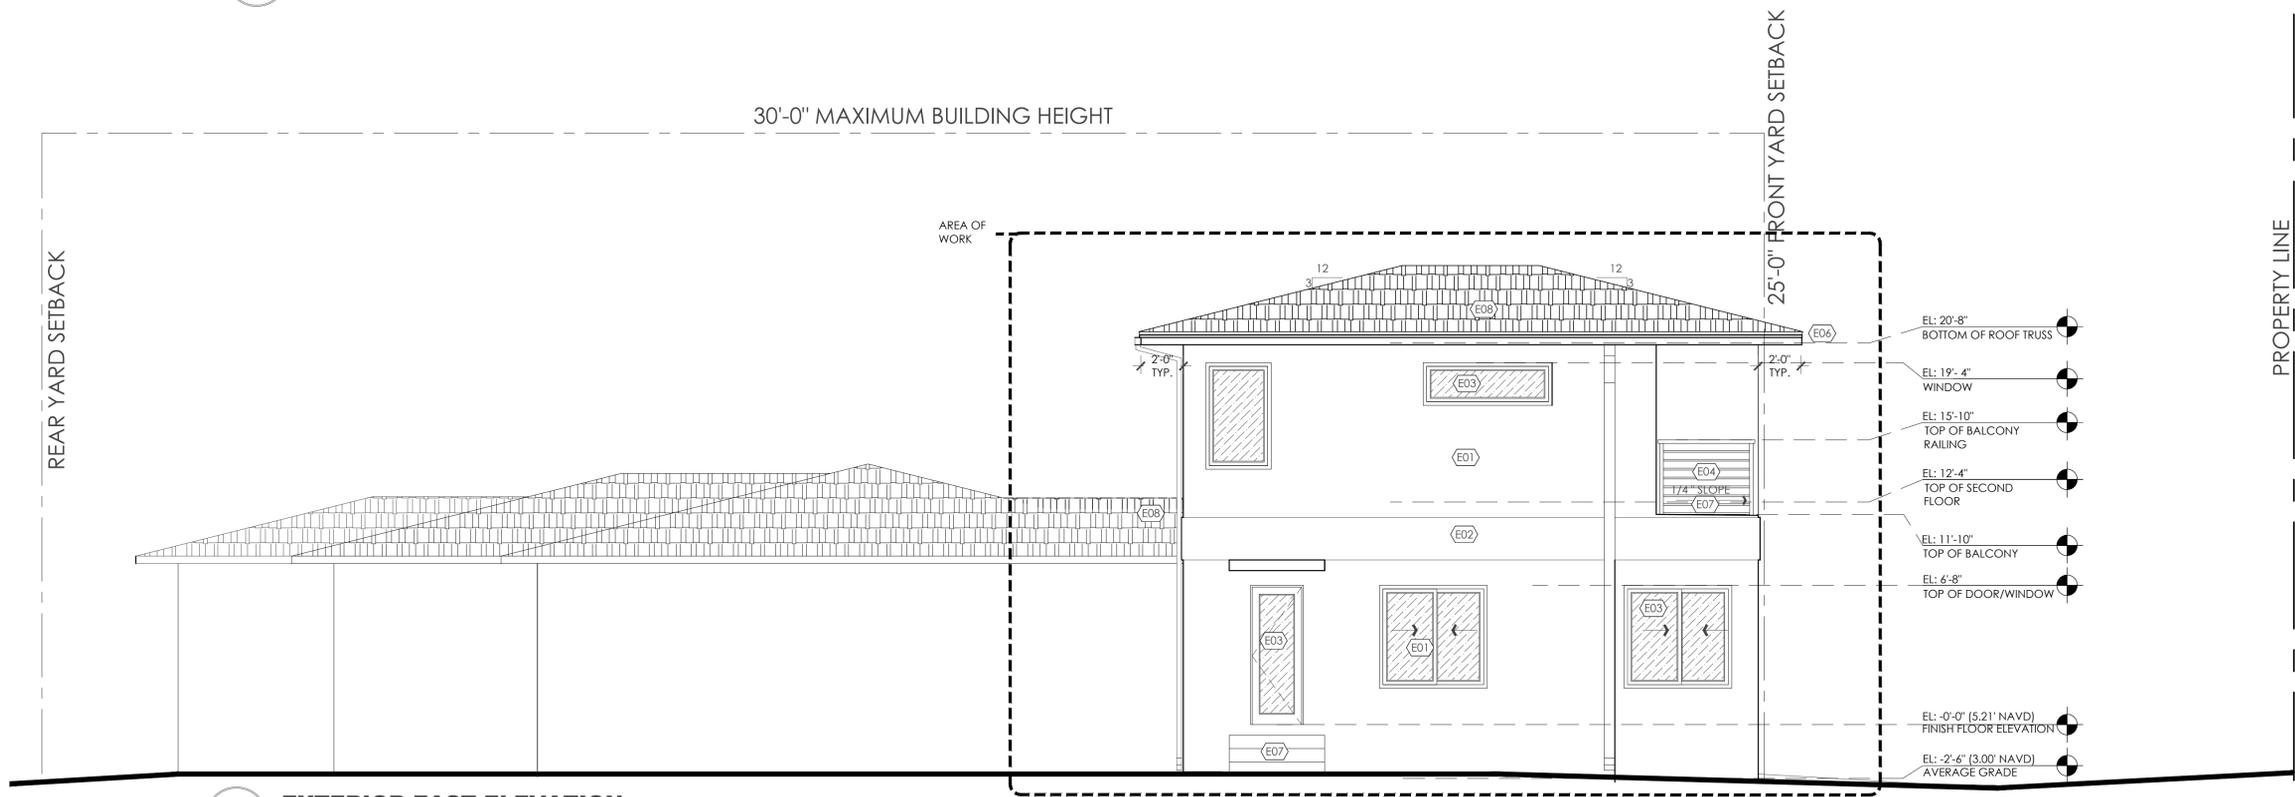 30'-0" MAXIMUM BUILDING HEIGHT
25'-0" FRONT YARD SETBACK
REAR YARD SETBACK
PROPERTY LINE
AREA OF
WORK
12
3
12
3
E08
E06
2'-0"
TYP.
2'-0"
TYP.
E03
E01
E04
1/4" SLOPE
E07
E08
E02
E03
E01
E03
E07
EL: 20'-8"
BOTTOM OF ROOF TRUSS
EL: 19'- 4"
WINDOW
EL: 15'-10"
TOP OF BALCONY
RAILING
EL: 12'-4"
TOP OF SECOND
FLOOR
EL: 11'-10"
TOP OF BALCONY
EL: 6'-8"
TOP OF DOOR/WINDOW
EL: -0'-0" (5.21' NAVD)
FINISH FLOOR ELEVATION
EL: -2'-6" (3.00' NAVD)
AVERAGE GRADE
EXTERIOR EAST ELEVATION